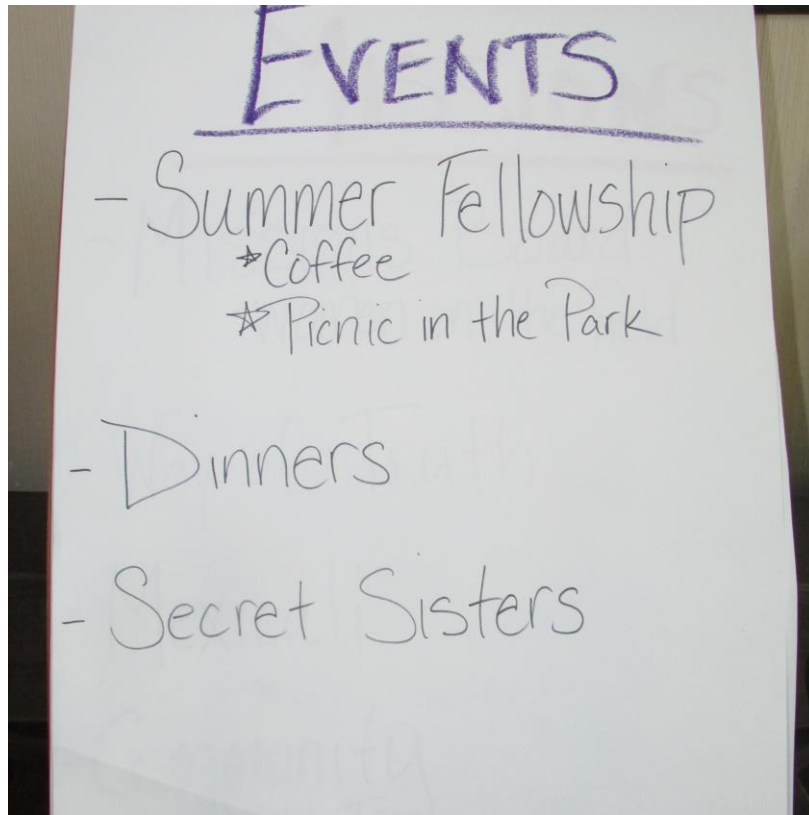 EVENTS
- Summer Fellowship
☆ Coffee
☆ Picnic in the Park
- Dinners
- Secret Sisters